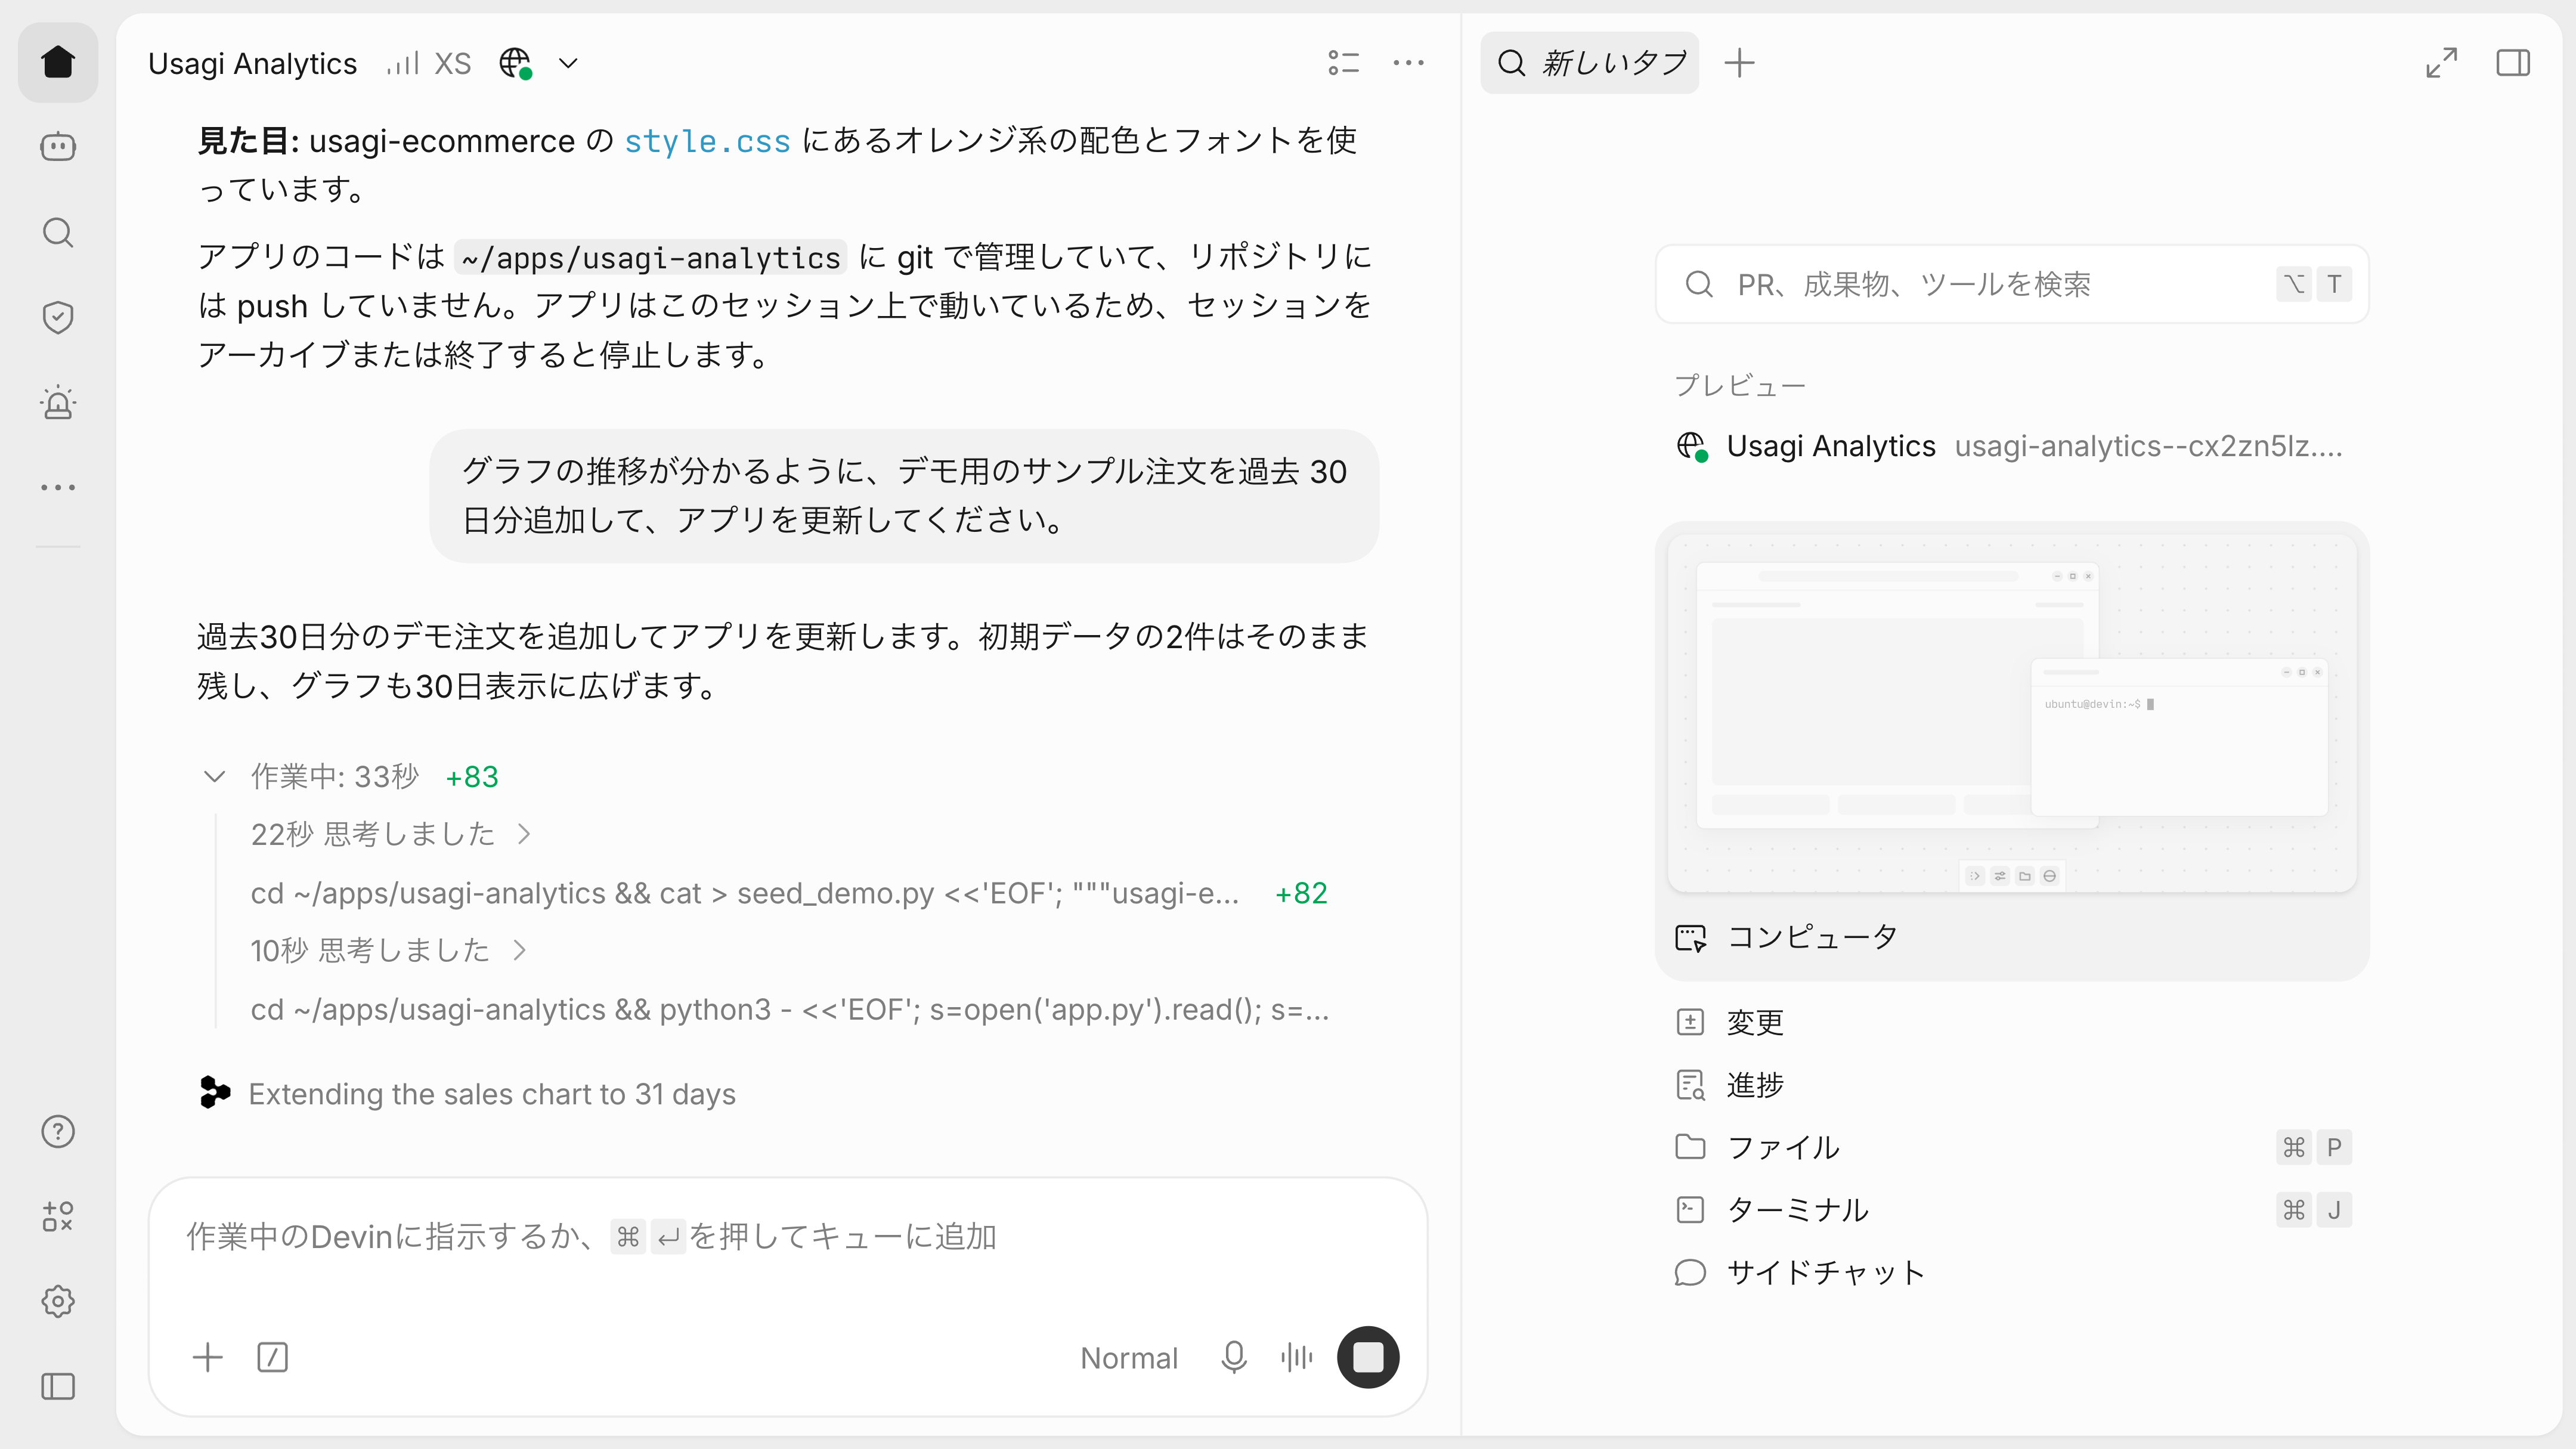 Usagi Analytics XS
見た目: usagi-ecommerce の style.css にあるオレンジ系の配色とフォントを使
っています。
アプリのコードは ~/apps/usagi-analytics に git で管理していて、リポジトリに
は push していません。アプリはこのセッション上で動いているため、セッションを
アーカイブまたは終了すると停止します。
グラフの推移が分かるように、デモ用のサンプル注文を過去 30
日分追加して、アプリを更新してください。
過去30日分のデモ注文を追加してアプリを更新します。初期データの2件はそのまま
残し、グラフも30日表示に広げます。
作業中: 33秒 +83
22秒 思考しました
cd ~/apps/usagi-analytics && cat > seed_demo.py <<'EOF'; """usagi-e... +82
10秒 思考しました
cd ~/apps/usagi-analytics && python3 - <<'EOF'; s=open('app.py').read(); s=...
Extending the sales chart to 31 days
作業中のDevinに指示するか、⌘ ↵ を押してキューに追加
Normal
新しいタブ
PR、成果物、ツールを検索 ⌥ T
プレビュー
Usagi Analytics usagi-analytics--cx2zn5lz....
ubuntu@devin:~$
コンピュータ
変更
進捗
ファイル ⌘ P
ターミナル ⌘ J
サイドチャット